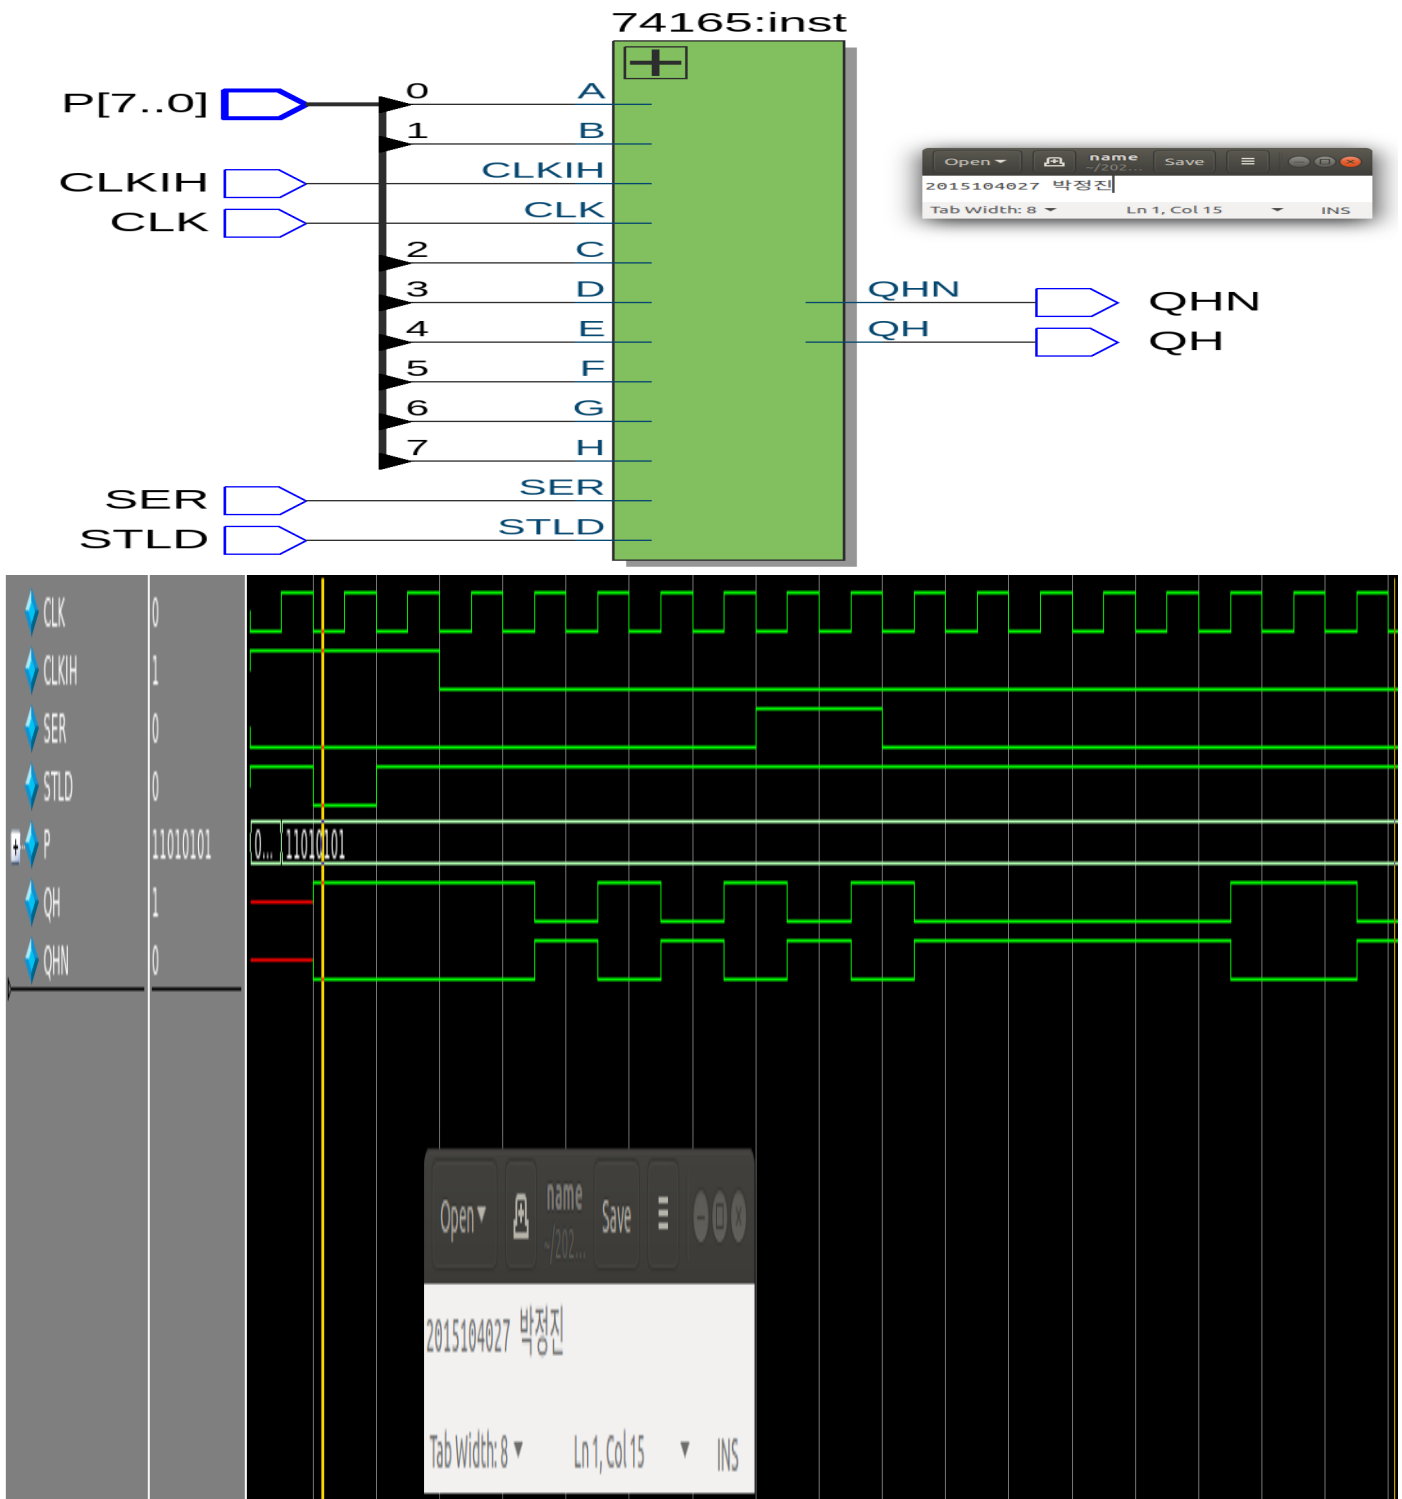 74165:inst
P[7..0] 0 A
1 B
CLKIH CLKIH
CLK CLK
2 C
3 D
4 E
5 F
6 G
7 H
SER SER
STLD STLD
QHN QHN
QH QH
Open name Save
~/202...
2015104027 박정진
Tab Width: 8 Ln 1, Col 15 INS
CLK 0
CLKIH 1
SER 0
STLD 0
P 11010101 0... 11010101
QH 1
QHN 0
Open name Save
~/202...
2015104027 박정진
Tab Width: 8 Ln 1, Col 15 INS